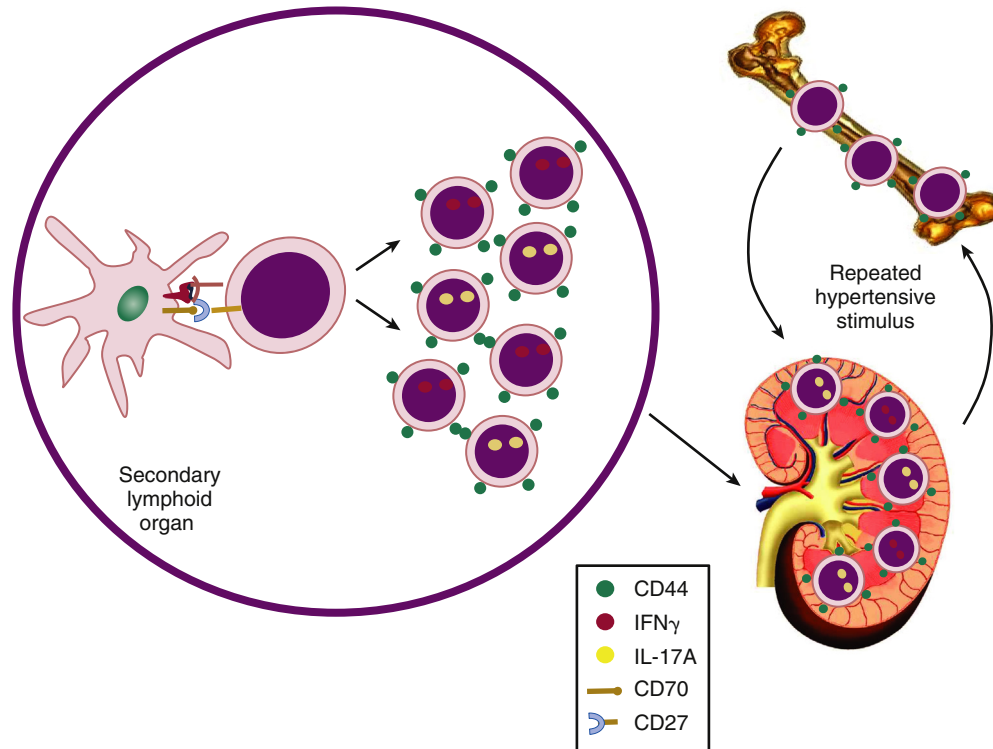 Secondary
lymphoid
organ
Repeated
hypertensive
stimulus
CD44
IFNγ
IL-17A
CD70
CD27